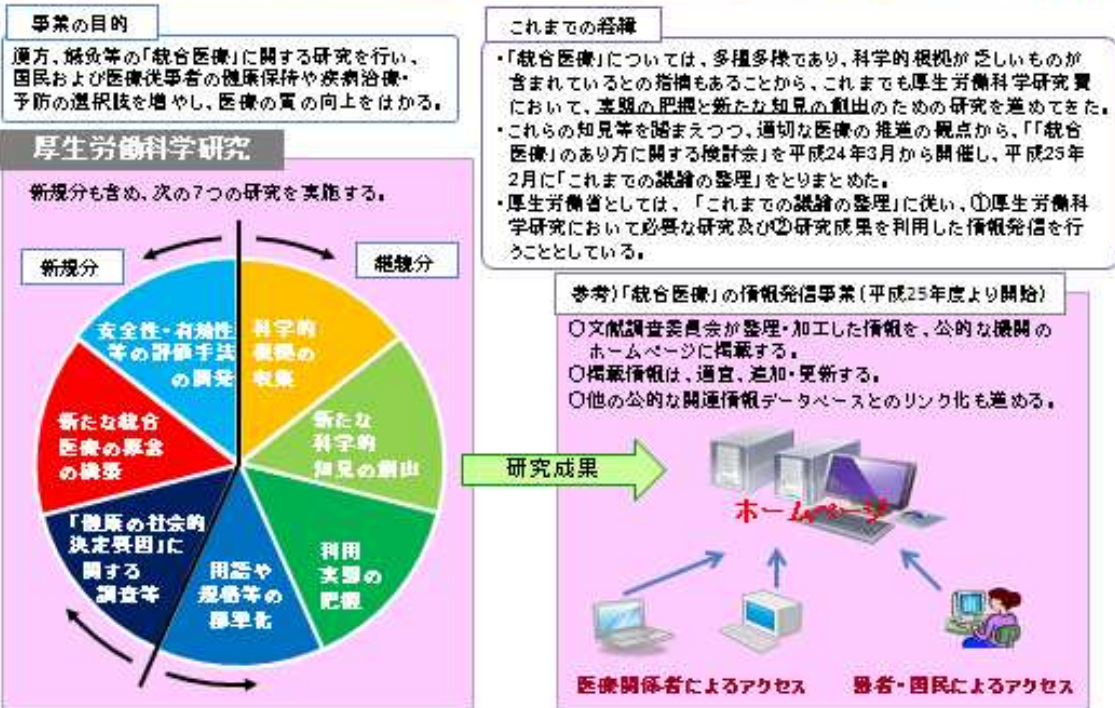 事業の目的
漢方、鍼灸等の「統合医療」に関する研究を行い、
国民および医療従事者の健康保持や疾病治療・
予防の選択肢を増やし、医療の質の向上をはかる。
これまでの経緯
・「統合医療」については、多種多様であり、科学的根拠が乏しいものが
含まれているとの指摘もあることから、これまでも厚生労働科学研究費
において、実態の把握と新たな知見の創出のための研究を進めてきた。
・これらの知見等を踏まえつつ、適切な医療の推進の観点から、「「統合
医療」のあり方に関する検討会」を平成24年3月から開催し、平成25年
2月に「これまでの議論の整理」をとりまとめた。
・厚生労働省としては、「これまでの議論の整理」に従い、①厚生労働科
学研究において必要な研究及び②研究成果を利用した情報発信を行
うこととしている。
厚生労働科学研究
新規分も含め、次の7つの研究を実施する。
新規分
継続分
安全性・有効性
等の評価手法
の開発
科学的
根拠の
収集
新たな統合
医療の概念
の構築
新たな
科学的
知見の創出
「健康の社会的
決定要因」に
関する
調査等
用語や
規格等の
標準化
利用
実態の
把握
研究成果
参考)「統合医療」の情報発信事業(平成25年度より開始)
○文献調査委員会が整理・加工した情報を、公的な機関の
ホームページに掲載する。
○掲載情報は、適宜、追加・更新する。
○他の公的な関連情報データベースとのリンク化も進める。
ホームページ
医療関係者によるアクセス
患者・国民によるアクセス